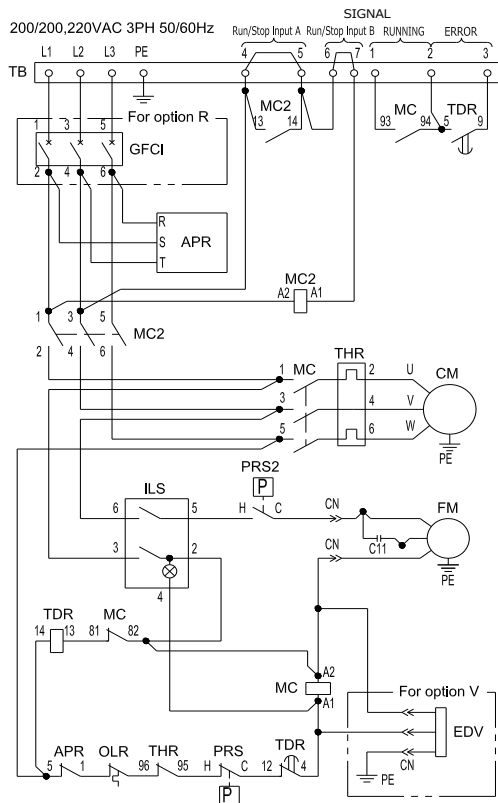 SIGNAL
200/200,220VAC 3PH 50/60Hz
Run/Stop Input A Run/Stop Input B RUNNING ERROR
L1 L2 L3 PE 4 5 6 7 1 2 3
TB
MC2 MC TDR
For option R
13 14 93 94 5 9
1 3 5
GFCI
2 4 6
R
S APR
T
MC2
A2 A1
1 3 5
MC2
2 4 6
THR
1 MC 2 U CM
3 4 V
5 6 W
PE
PRS2
P
ILS
6 5 H C CN FM
3 2 CN C11
PE
4
TDR MC
14 13 81 82
A2
MC
A1
For option V
EDV
CN
PE
APR OLR THR PRS TDR
5 1 96 95 H C 12 4
P